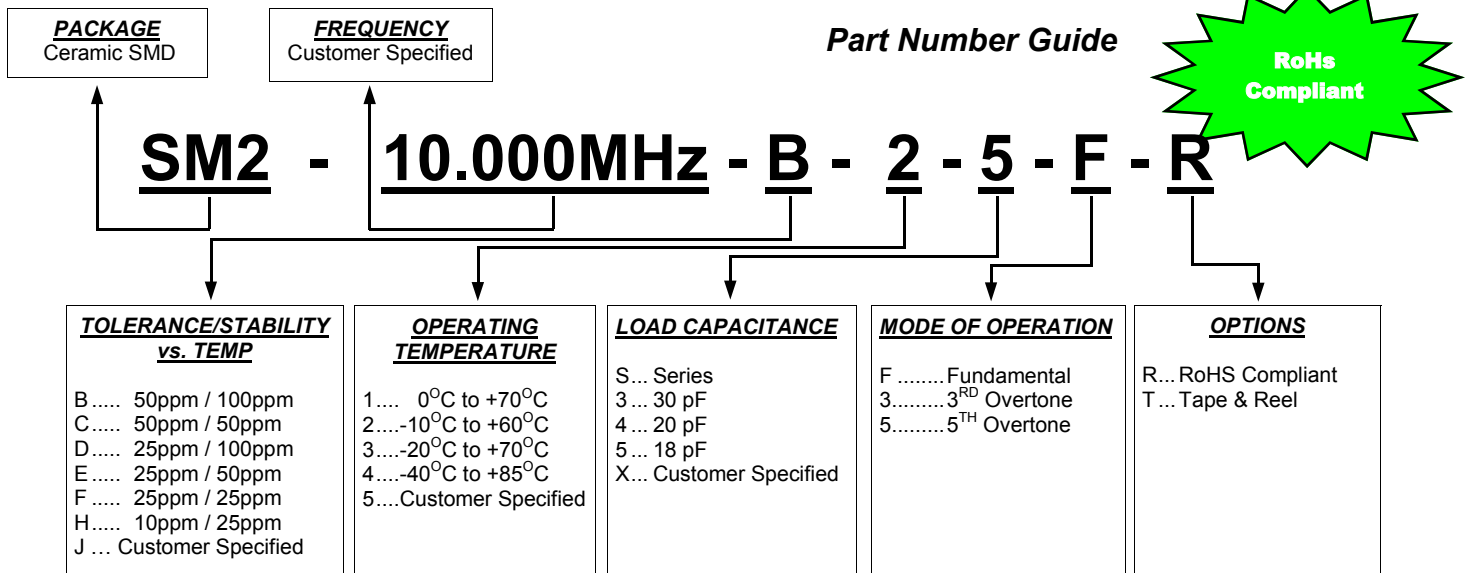 PACKAGE
Ceramic SMD
FREQUENCY
Customer Specified
Part Number Guide
RoHs
Compliant
SM2 - 10.000MHz - B - 2 - 5 - F - R
TOLERANCE/STABILITY
vs. TEMP
B..... 50ppm / 100ppm
C..... 50ppm / 50ppm
D..... 25ppm / 100ppm
E..... 25ppm / 50ppm
F..... 25ppm / 25ppm
H..... 10ppm / 25ppm
J ... Customer Specified
OPERATING
TEMPERATURE
1.... 0°C to +70°C
2....-10°C to +60°C
3....-20°C to +70°C
4....-40°C to +85°C
5....Customer Specified
LOAD CAPACITANCE
S... Series
3 ... 30 pF
4 ... 20 pF
5 ... 18 pF
X... Customer Specified
MODE OF OPERATION
F ........Fundamental
3.........3RD Overtone
5.........5TH Overtone
OPTIONS
R...RoHS Compliant
T...Tape & Reel